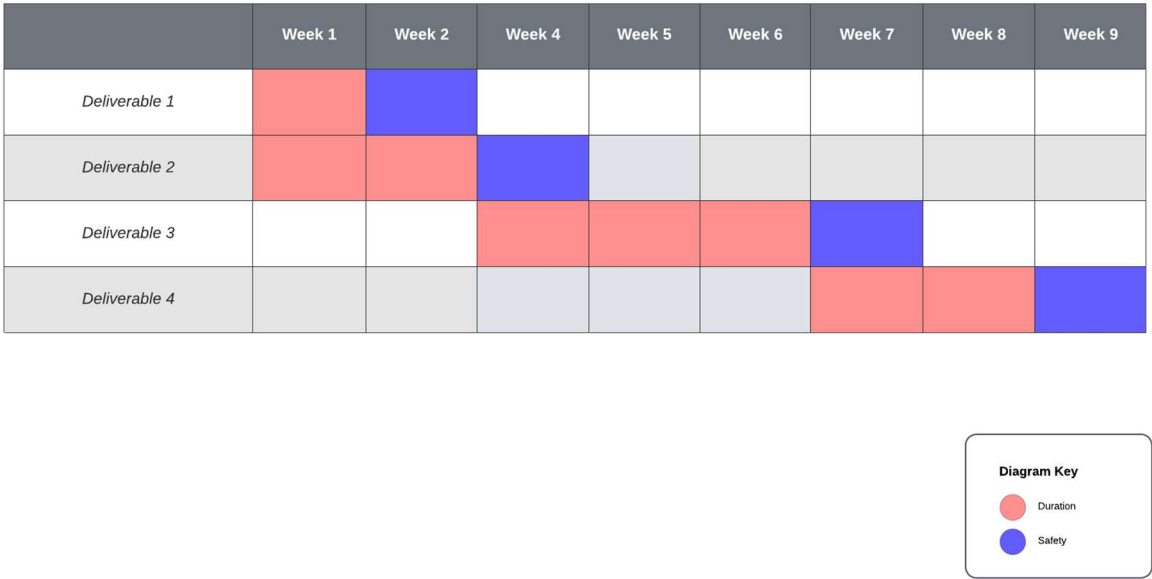 Week 1 Week 2 Week 4 Week 5 Week 6 Week 7 Week 8 Week 9
Deliverable 1
Deliverable 2
Deliverable 3
Deliverable 4
Diagram Key
Duration
Safety